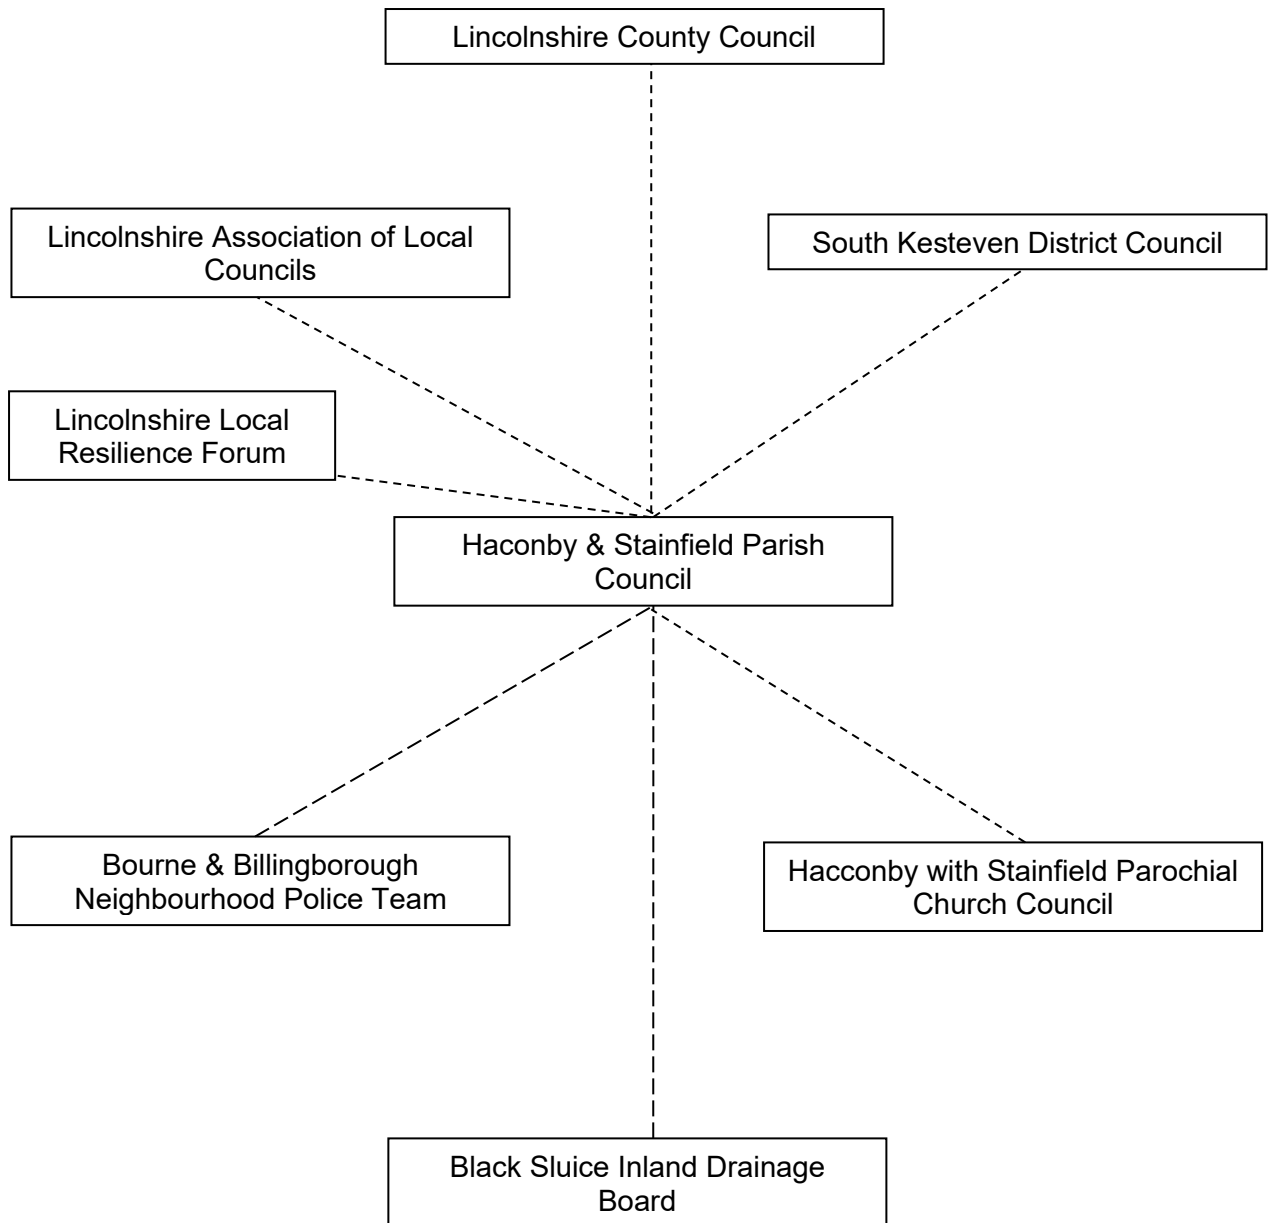 Lincolnshire County Council
Lincolnshire Association of Local
Councils
South Kesteven District Council
Lincolnshire Local
Resilience Forum
Haconby & Stainfield Parish
Council
Bourne & Billingborough
Neighbourhood Police Team
Hacconby with Stainfield Parochial
Church Council
Black Sluice Inland Drainage
Board